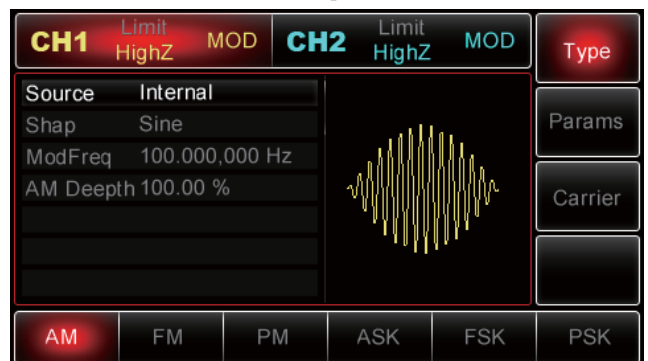 CH1 Limit HighZ MOD CH2 Limit HighZ MOD Type
Source Internal
Shap Sine
ModFreq 100.000,000 Hz
AM Deepth 100.00 %
Params
Carrier
AM FM PM ASK FSK PSK